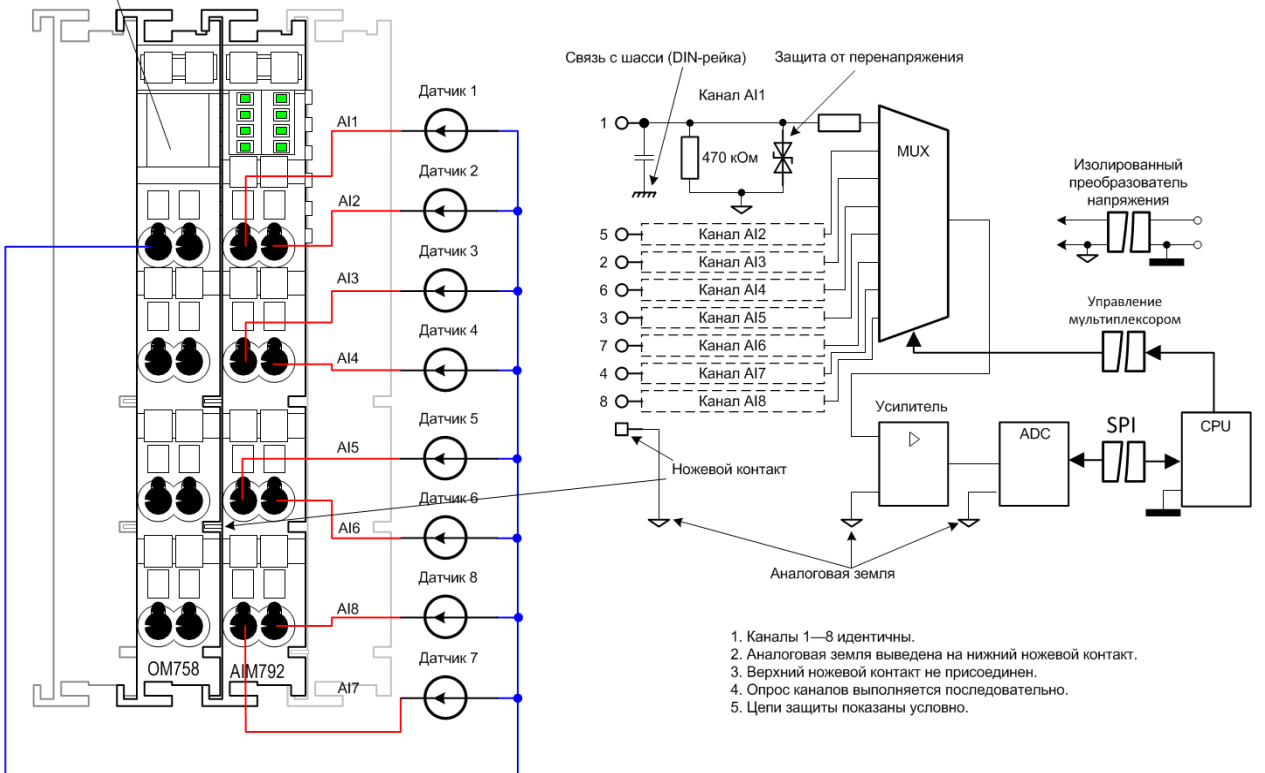 Датчик 1
AI1
Датчик 2
AI2
Датчик 3
AI3
Датчик 4
AI4
Датчик 5
AI5
Датчик 6
AI6
Датчик 8
AI8
Датчик 7
AI7
OM758
AIM792
Связь с шасси (DIN-рейка)
Защита от перенапряжения
Канал AI1
1
470 кОм
MUX
5
Канал AI2
2
Канал AI3
6
Канал AI4
3
Канал AI5
7
Канал AI6
4
Канал AI7
8
Канал AI8
Ножевой контакт
Аналоговая земля
Усилитель
ADC
SPI
CPU
Изолированный
преобразователь
напряжения
Управление
мультиплексором
1. Каналы 1—8 идентичны.
2. Аналоговая земля выведена на нижний ножевой контакт.
3. Верхний ножевой контакт не присоединен.
4. Опрос каналов выполняется последовательно.
5. Цепи защиты показаны условно.